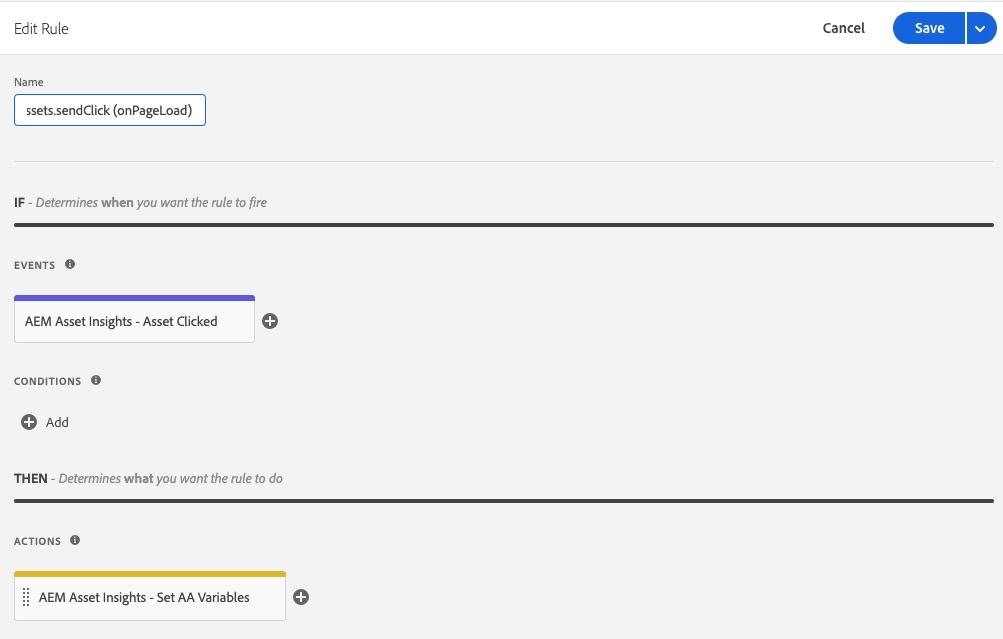 Edit Rule
Cancel
Save
Name
ssets.sendClick (onPageLoad)
IF - Determines when you want the rule to fire
EVENTS
AEM Asset Insights - Asset Clicked
CONDITIONS
Add
THEN - Determines what you want the rule to do
ACTIONS
AEM Asset Insights - Set AA Variables